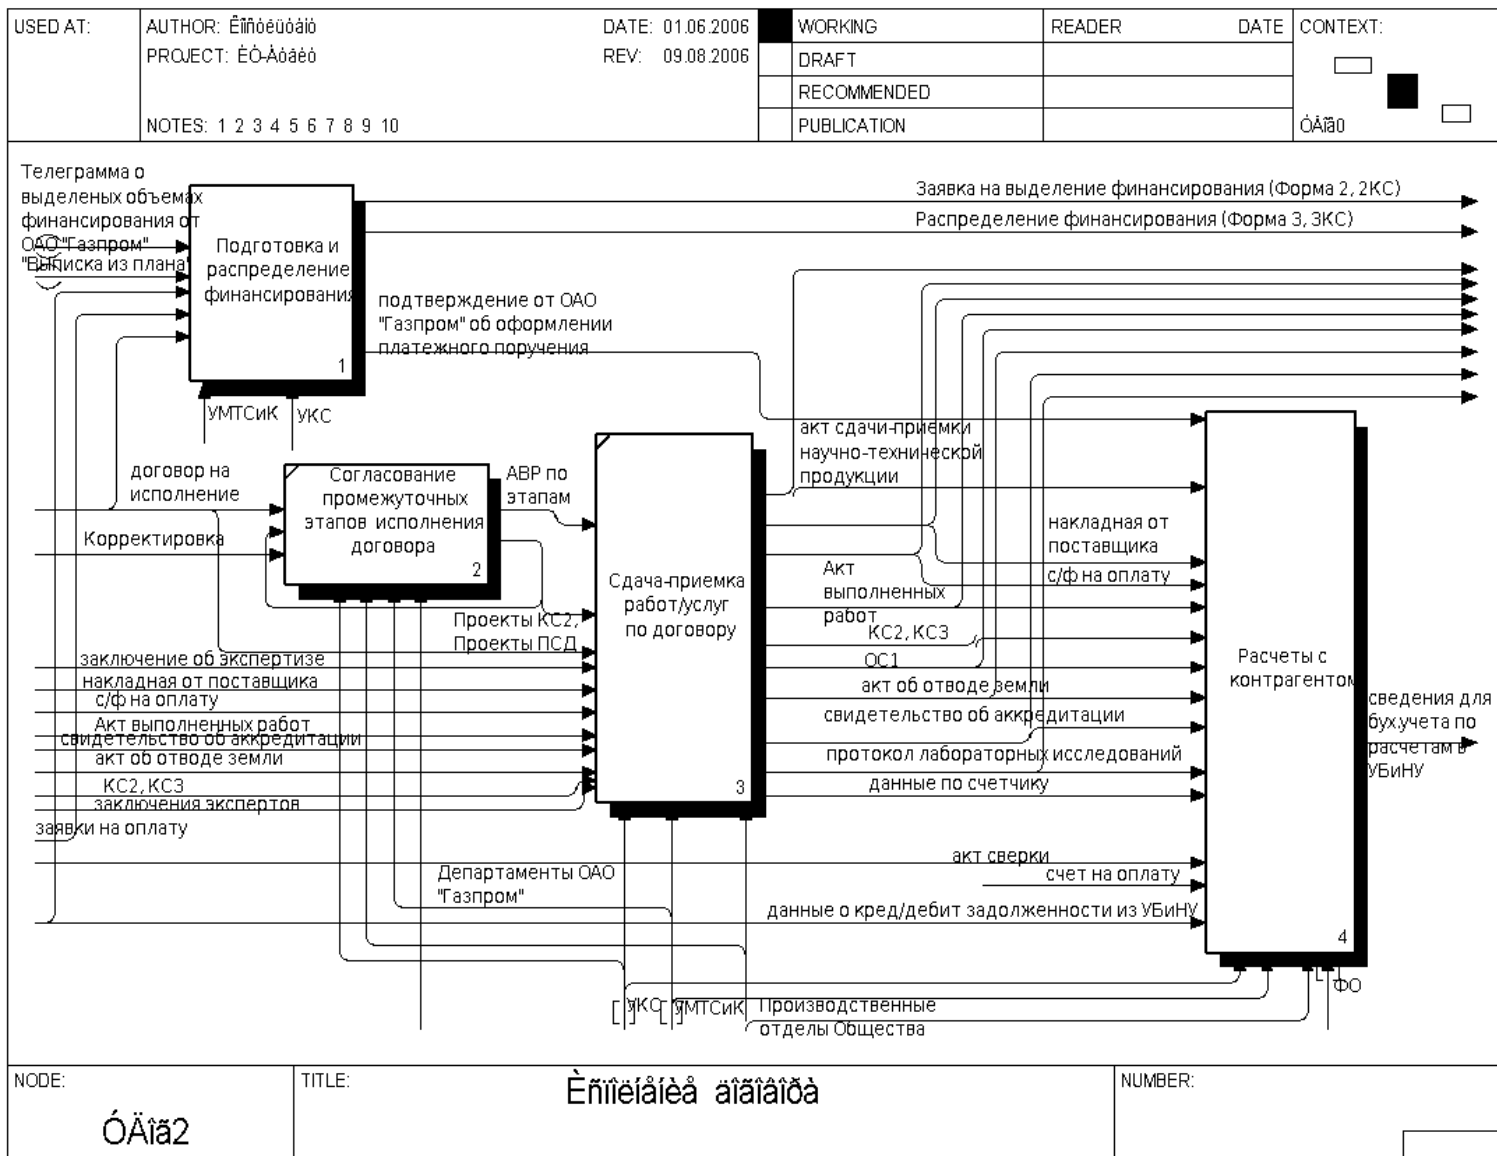 USED AT:
AUTHOR: Êîíñóëüòàíò
DATE: 01.06.2006
WORKING
READER
DATE
CONTEXT:
PROJECT:
REV: 09.08.2006
DRAFT
RECOMMENDED
NOTES: 1 2 3 4 5 6 7 8 9 10
PUBLICATION
ÓÄîã0
Телеграмма о
выделеных объемах
финансирования от
ОАО "Газпром"
"Выписка из плана"
Подготовка и
распределение
финансирования
1
Заявка на выделение финансирования (Форма 2, 2КС)
Распределение финансирования (Форма 3, 3КС)
подтверждение от ОАО
"Газпром" об оформлении
платежного поручения
УМТСиК
УКС
договор на
исполнение
Корректировка
Согласование
промежуточных
этапов исполнения
договора
2
АВР по
этапам
Проекты КС2,
Проекты ПСД
Сдача-приемка
работ/услуг
по договору
3
акт сдачи-приемки
научно-технической
продукции
накладная от
поставщика
с/ф на оплату
Акт
выполненных
работ
КС2, КС3
ОС1
акт об отводе земли
свидетельство об аккредитации
протокол лабораторных исследований
данные по счетчику
Расчеты с
контрагентом
4
сведения для
бух.учета по
расчетам в
УБиНУ
заключение об экспертизе
накладная от поставщика
с/ф на оплату
Акт выполненных работ
свидетельство об аккредитации
акт об отводе земли
КС2, КС3
заключения экспертов
заявки на оплату
акт сверки
счет на оплату
Департаменты ОАО
"Газпром"
данные о кред/дебит задолженности из УБиНУ
УКС
УМТСиК
Производственные
отделы Общества
ФО
NODE:
TITLE:
NUMBER:
ÓÄîã2
Èñïîëíåíèå äîãîâîðà